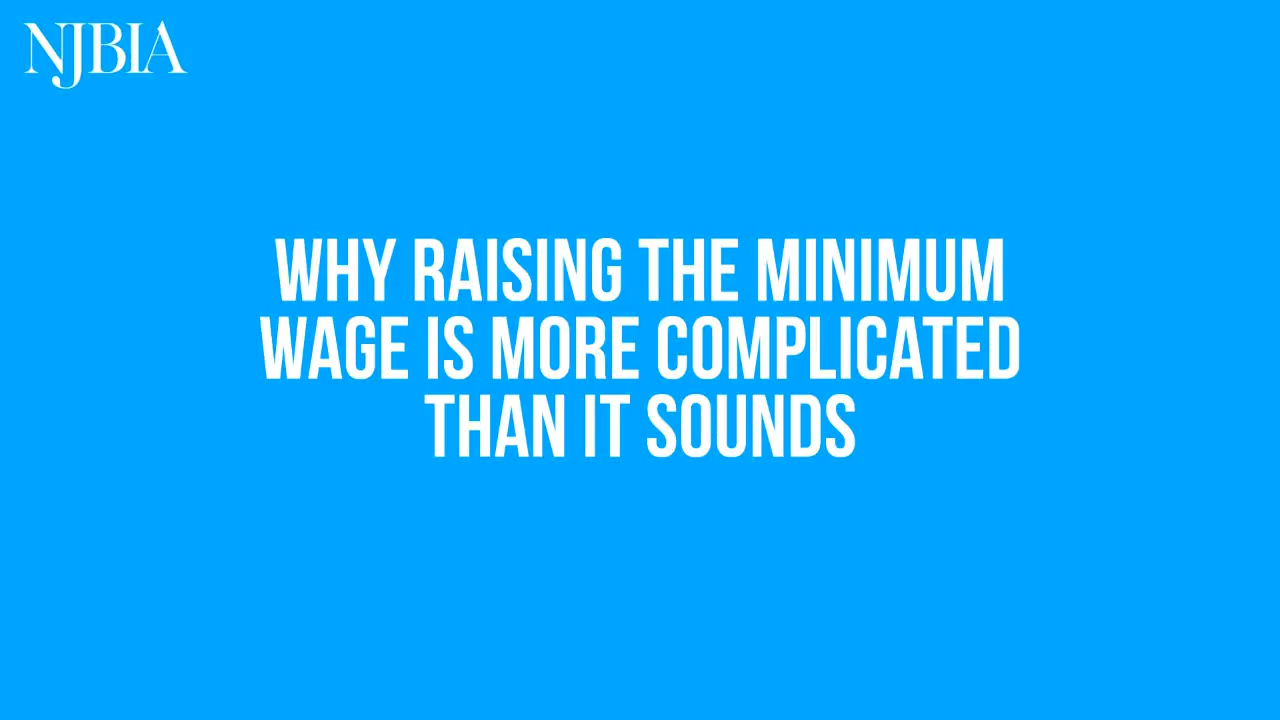 NJBIA
WHY RAISING THE MINIMUM
WAGE IS MORE COMPLICATED
THAN IT SOUNDS